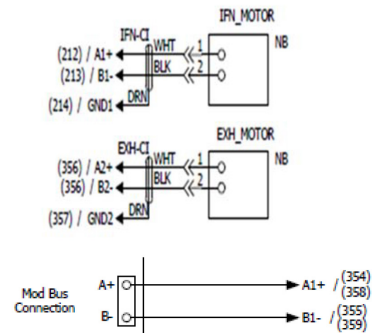 IFN_MOTOR
IFN-CI
NB
(212) / A1+ WHT 1
(213) / B1- BLK 2
(214) / GND1 DRN
EXH_MOTOR
EXH-CI
NB
(356) / A2+ WHT 1
(356) / B2- BLK 2
(357) / GND2 DRN
Mod Bus
Connection
A+ A1+ / (354) (358)
B- B1- / (355) (359)